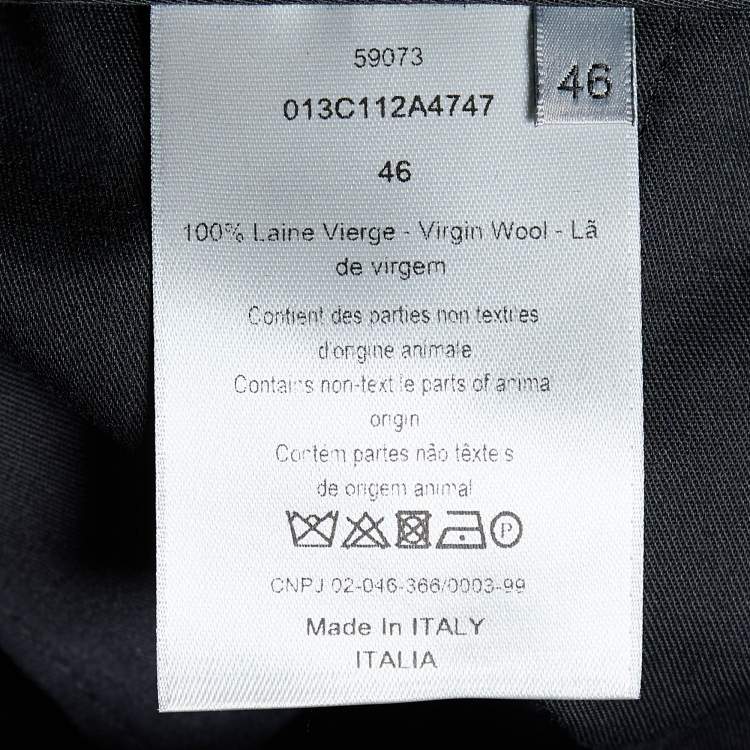 59073
46
013C112A4747
46
100% Laine Vierge - Virgin Wool - Lã
de virgem
Contient des parties non textiles
d'origine animale
Contains non-textile parts of animal
origin
Contém partes não têxteis
de origem animal
P
CNPJ 02-046-366/0003-99
Made In ITALY
ITALIA